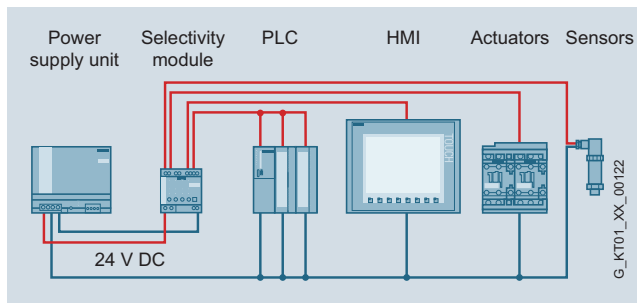 Power
supply unit
Selectivity
module
PLC
HMI
Actuators
Sensors
24 V DC
G_KT01_XX_00122